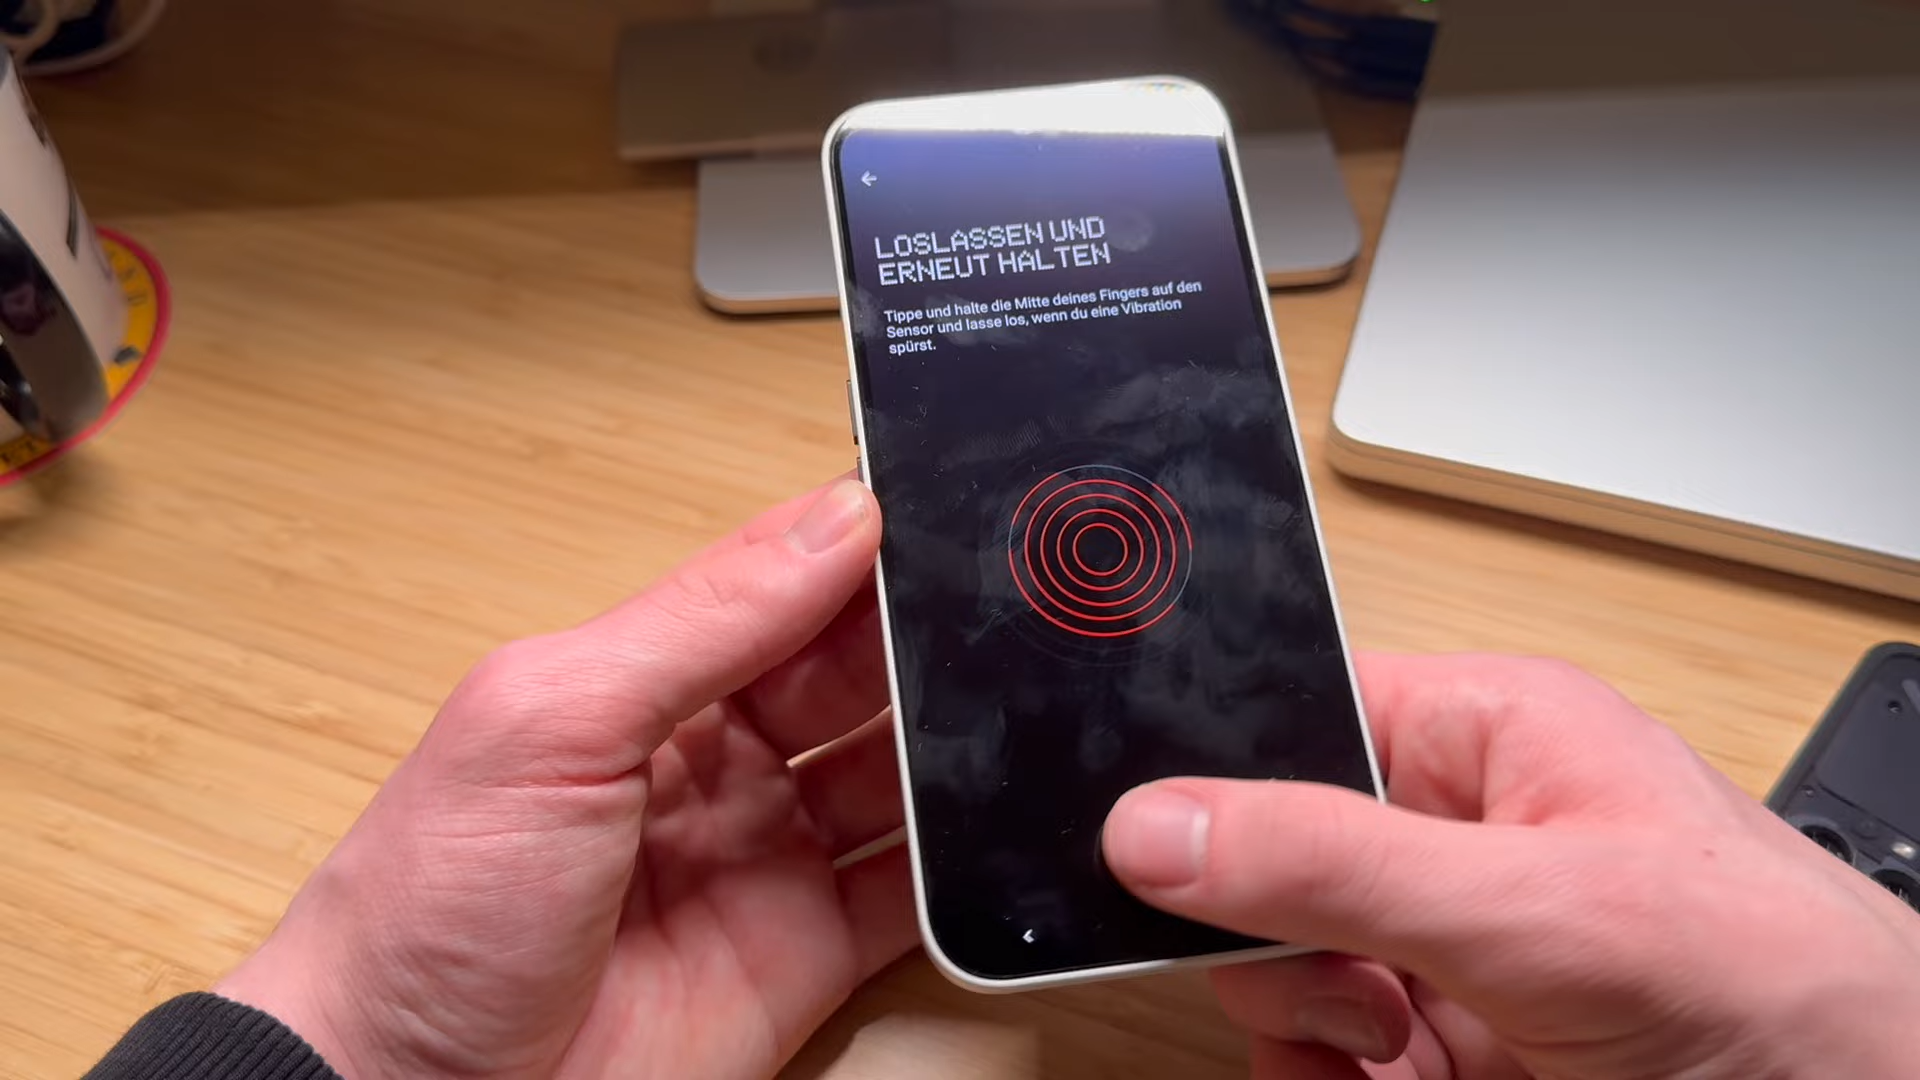 LOSLASSEN UND
ERNEUT HALTEN
Tippe und halte die Mitte deines Fingers auf den
Sensor und lasse los, wenn du eine Vibration
spürst.